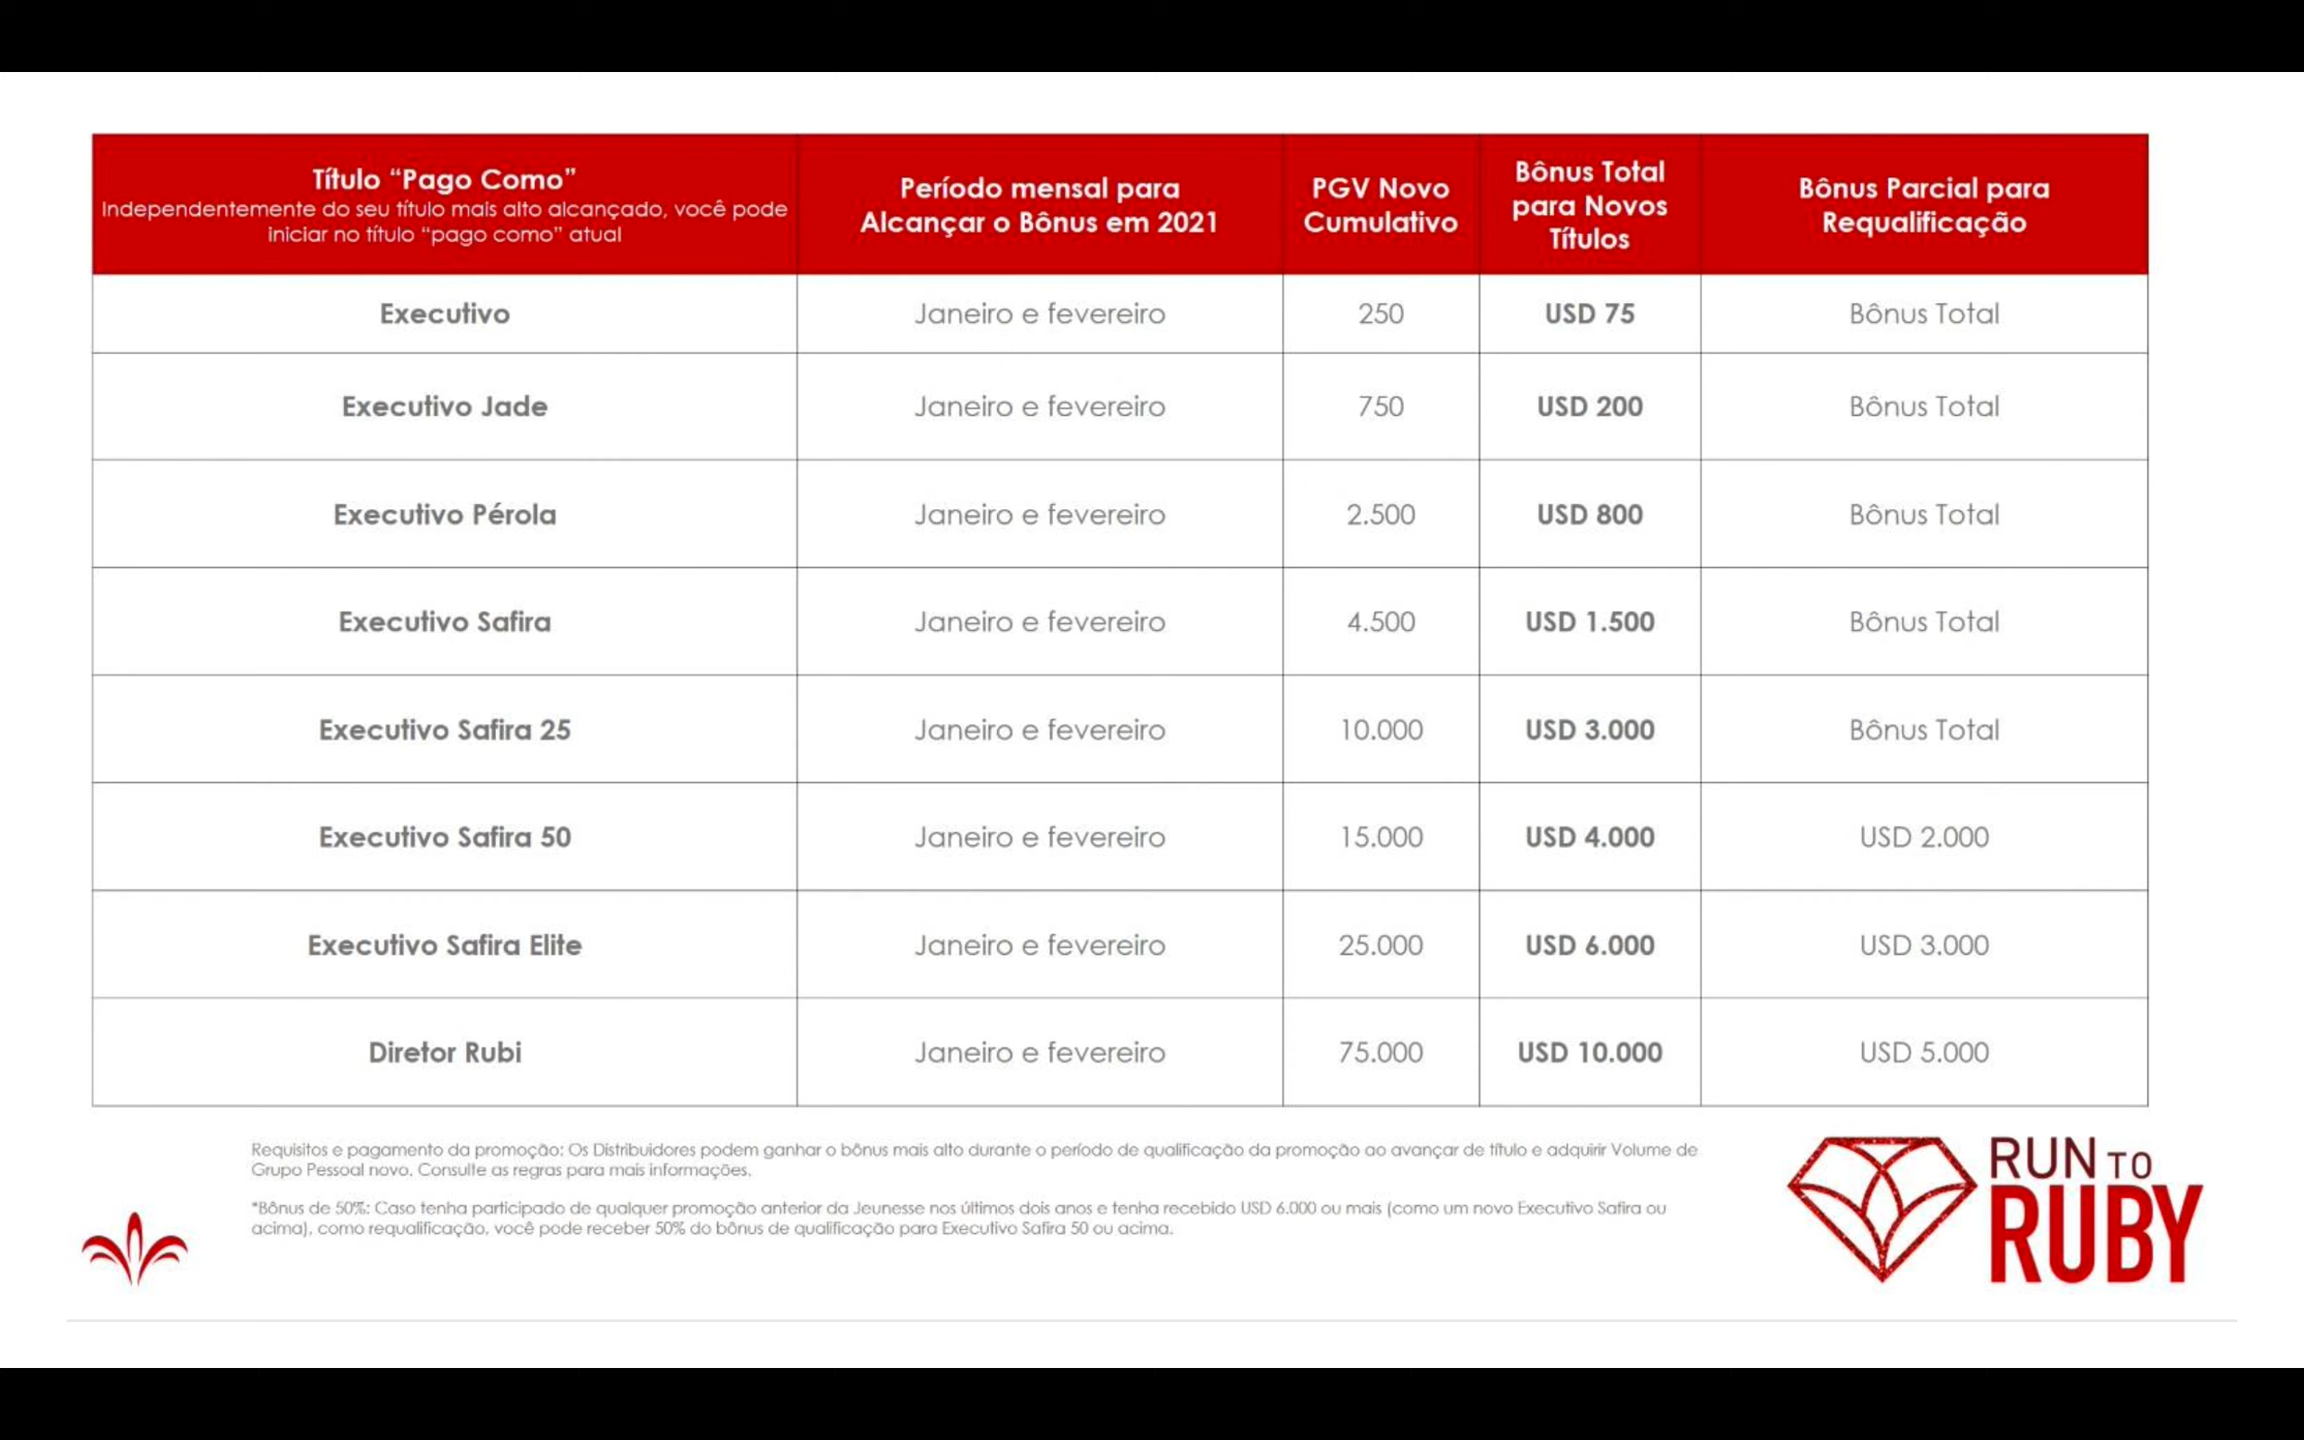 Título “Pago Como”
Independentemente do seu título mais alto alcançado, você pode
iniciar no título “pago como” atual
Período mensal para
Alcançar o Bônus em 2021
PGV Novo
Cumulativo
Bônus Total
para Novos
Títulos
Bônus Parcial para
Requalificação
Executivo
Janeiro e fevereiro
250
USD 75
Bônus Total
Executivo Jade
Janeiro e fevereiro
750
USD 200
Bônus Total
Executivo Pérola
Janeiro e fevereiro
2.500
USD 800
Bônus Total
Executivo Safira
Janeiro e fevereiro
4.500
USD 1.500
Bônus Total
Executivo Safira 25
Janeiro e fevereiro
10.000
USD 3.000
Bônus Total
Executivo Safira 50
Janeiro e fevereiro
15.000
USD 4.000
USD 2.000
Executivo Safira Elite
Janeiro e fevereiro
25.000
USD 6.000
USD 3.000
Diretor Rubi
Janeiro e fevereiro
75.000
USD 10.000
USD 5.000
Requisitos e pagamento da promoção: Os Distribuidores podem ganhar o bônus mais alto durante o período de qualificação da promoção ao avançar de título e adquirir Volume de
Grupo Pessoal novo. Consulte as regras para mais informações.
*Bônus de 50%: Caso tenha participado de qualquer promoção anterior da Jeunesse nos últimos dois anos e tenha recebido USD 6.000 ou mais (como um novo Executivo Safira ou
acima), como requalificação, você pode receber 50% do bônus de qualificação para Executivo Safira 50 ou acima.
RUN TO
RUBY